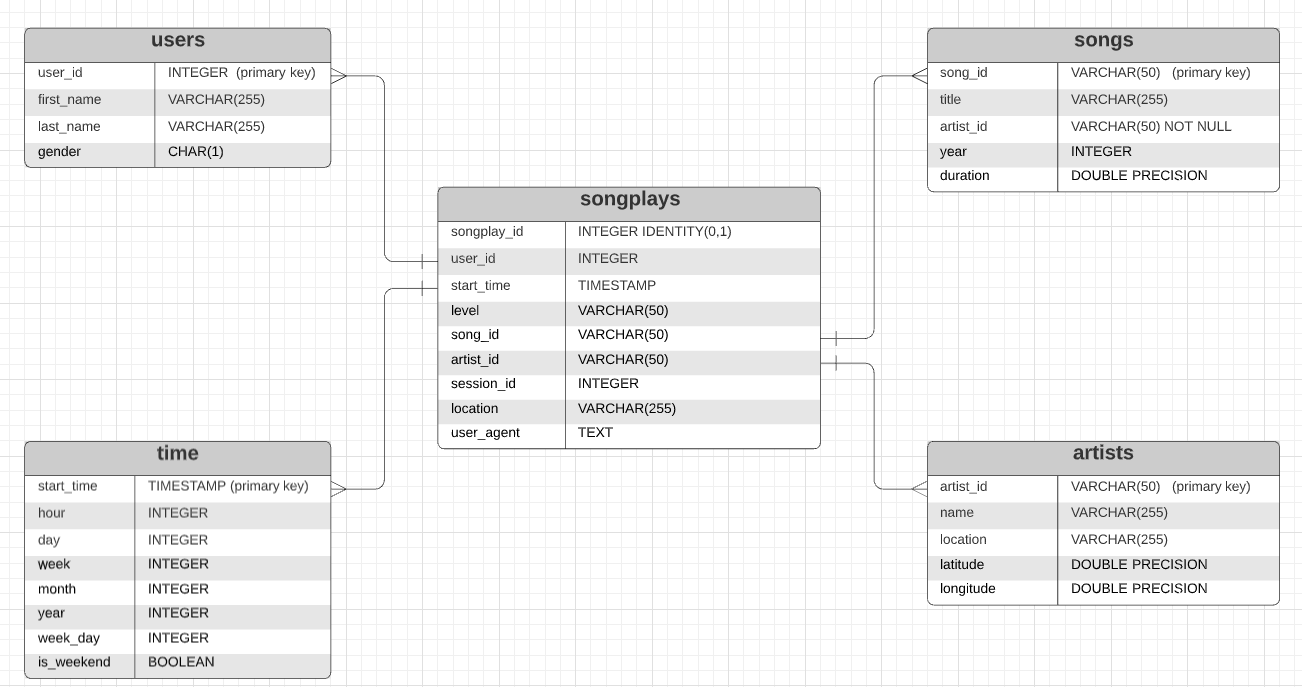 users
user_id INTEGER (primary key)
first_name VARCHAR(255)
last_name VARCHAR(255)
gender CHAR(1)
songs
song_id VARCHAR(50) (primary key)
title VARCHAR(255)
artist_id VARCHAR(50) NOT NULL
year INTEGER
duration DOUBLE PRECISION
songplays
songplay_id INTEGER IDENTITY(0,1)
user_id INTEGER
start_time TIMESTAMP
level VARCHAR(50)
song_id VARCHAR(50)
artist_id VARCHAR(50)
session_id INTEGER
location VARCHAR(255)
user_agent TEXT
time
start_time TIMESTAMP (primary key)
hour INTEGER
day INTEGER
week INTEGER
month INTEGER
year INTEGER
week_day INTEGER
is_weekend BOOLEAN
artists
artist_id VARCHAR(50) (primary key)
name VARCHAR(255)
location VARCHAR(255)
latitude DOUBLE PRECISION
longitude DOUBLE PRECISION